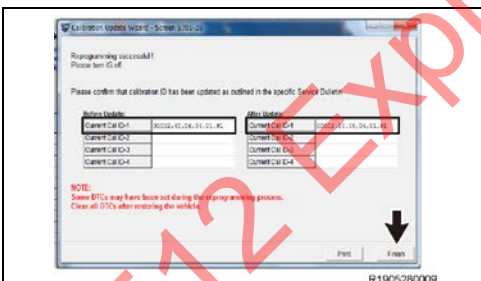 Calibration Update Wizard - Screen S701-20
Reprogramming successful!!
Please turn IG off.
Please confirm that calibration ID has been updated as outlined in the specific Service Bulletin
Before Update: After Update:
Current Cal ID-1 Current Cal ID-1
Current Cal ID-2 Current Cal ID-2
Current Cal ID-3 Current Cal ID-3
Current Cal ID-4 Current Cal ID-4
NOTE:
Some DTCs may have been set during the reprogramming process.
Clear all DTCs after restoring the vehicle.
Print Finish
R1905280009
12 Expi